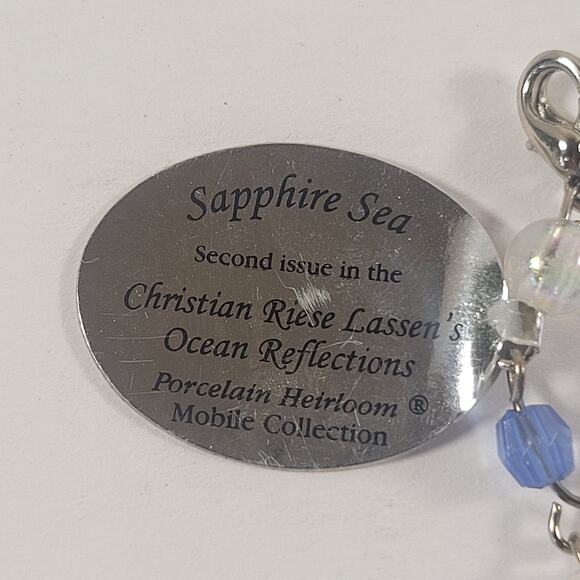 Sapphire Sea
Second issue in the
Christian Riese Lassen's
Ocean Reflections
Porcelain Heirloom ®
Mobile Collection